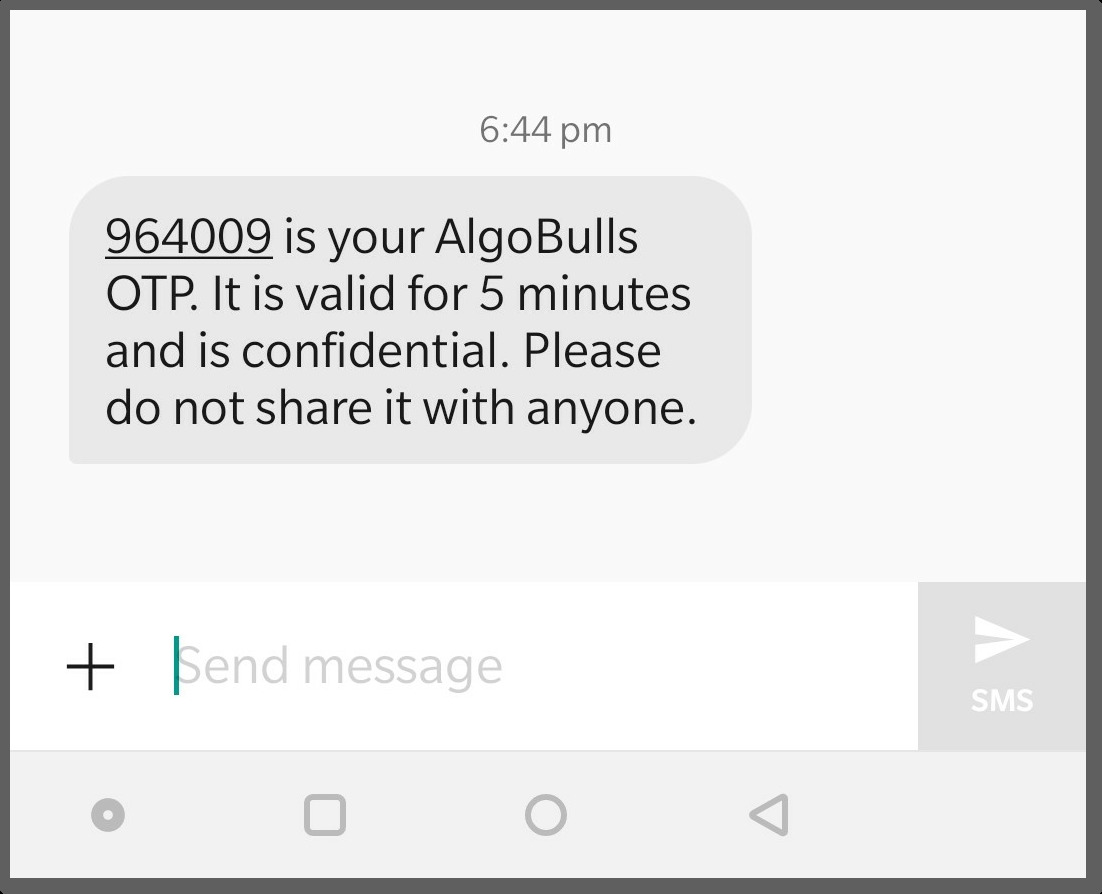 6:44 pm
964009 is your AlgoBulls
OTP. It is valid for 5 minutes
and is confidential. Please
do not share it with anyone.
Send message
SMS